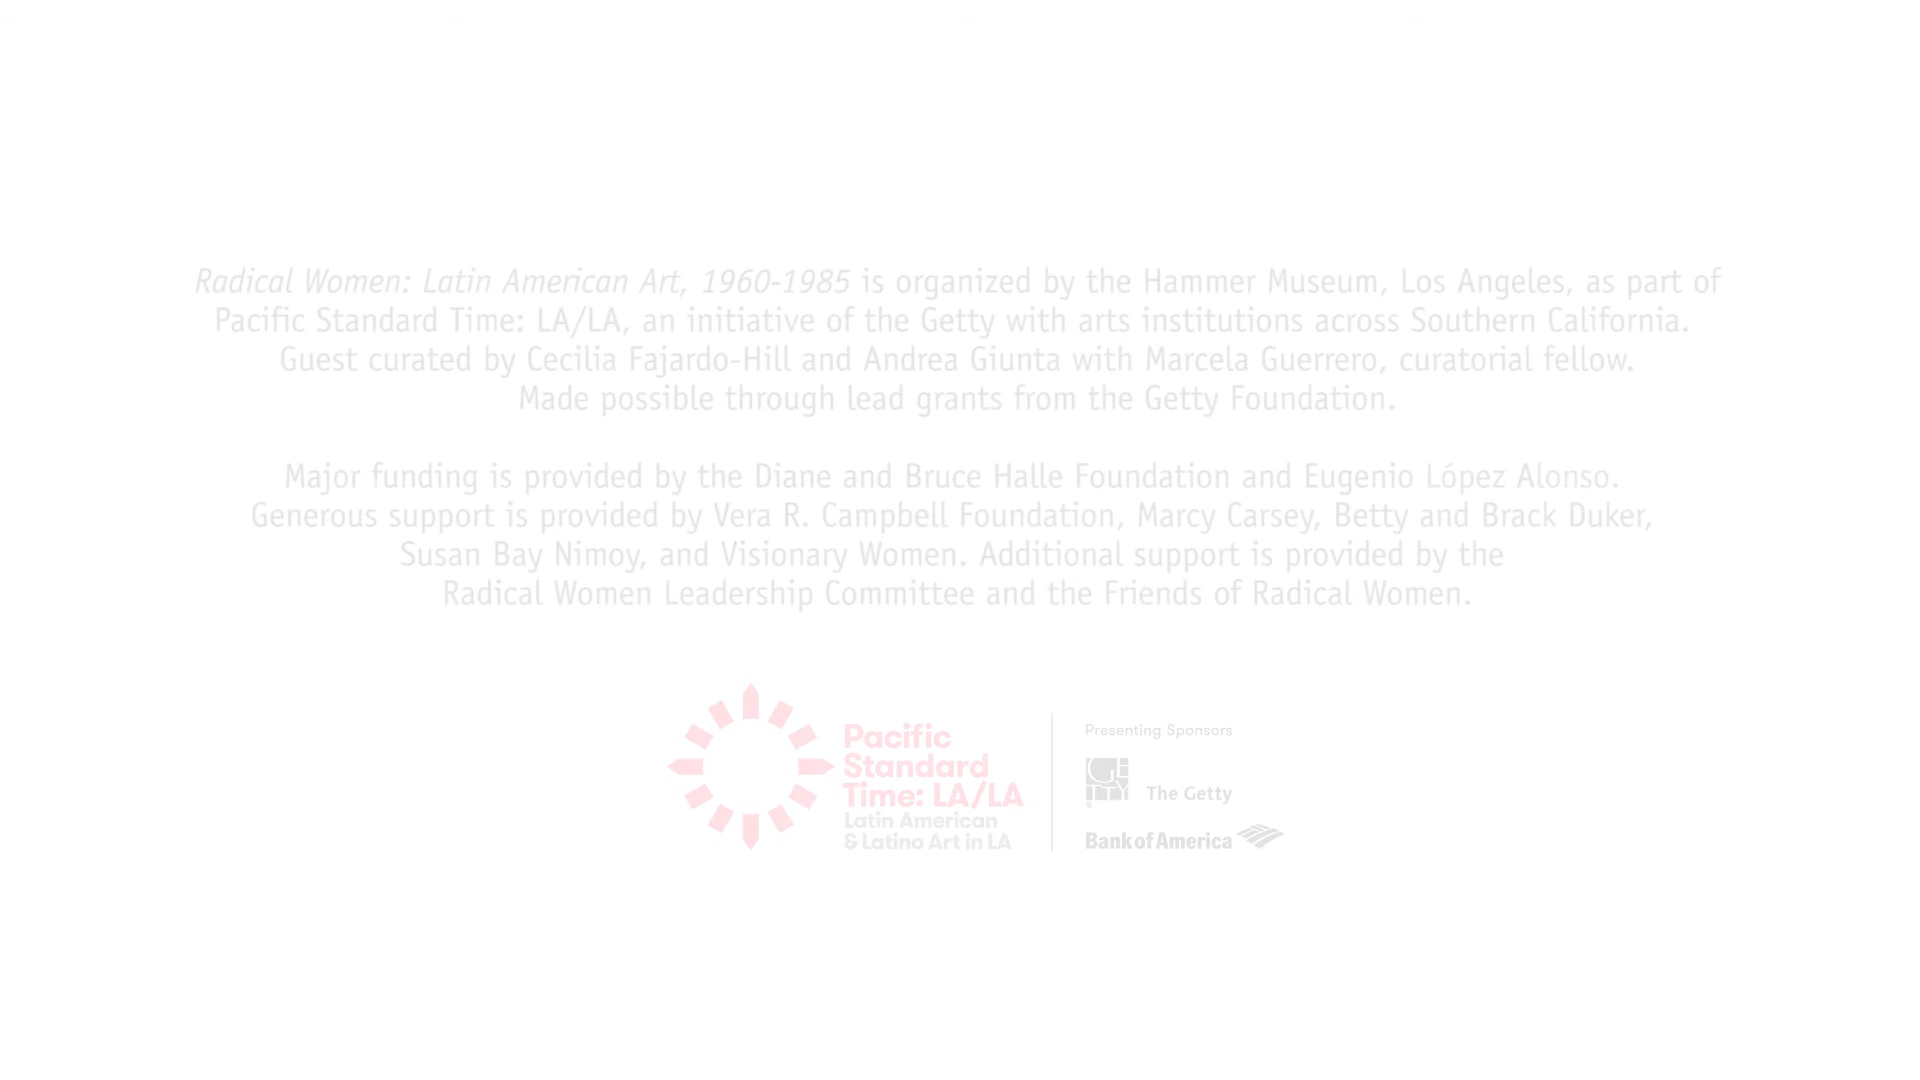 Radical Women: Latin American Art, 1960-1985 is organized by the Hammer Museum, Los Angeles, as part of
Pacific Standard Time: LA/LA, an initiative of the Getty with arts institutions across Southern California.
Guest curated by Cecilia Fajardo-Hill and Andrea Giunta with Marcela Guerrero, curatorial fellow.
Made possible through lead grants from the Getty Foundation.
Major funding is provided by the Diane and Bruce Halle Foundation and Eugenio López Alonso.
Generous support is provided by Vera R. Campbell Foundation, Marcy Carsey, Betty and Brack Duker,
Susan Bay Nimoy, and Visionary Women. Additional support is provided by the
Radical Women Leadership Committee and the Friends of Radical Women.
Pacific
Standard
Time: LA/LA
Latin American
& Latino Art in LA
Presenting Sponsors
GETTY
The Getty
Bank of America